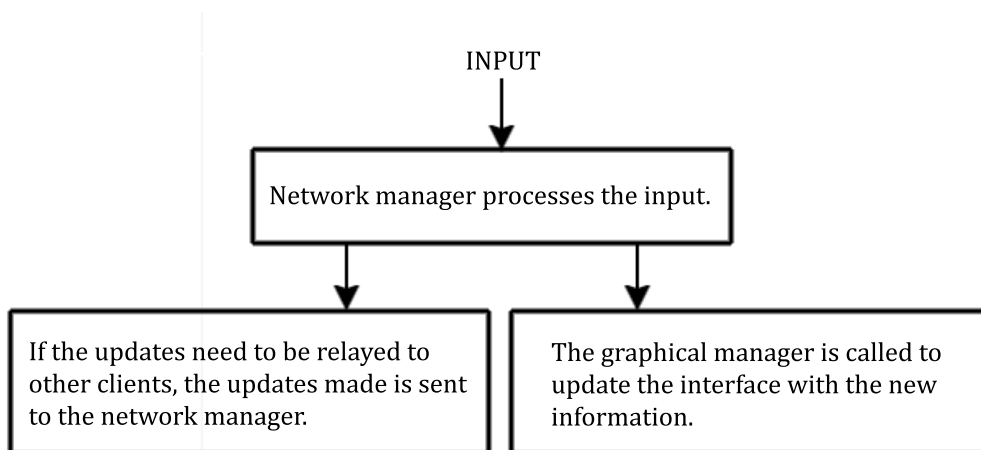 INPUT
Network manager processes the input.
If the updates need to be relayed to
other clients, the updates made is sent
to the network manager.
The graphical manager is called to
update the interface with the new
information.